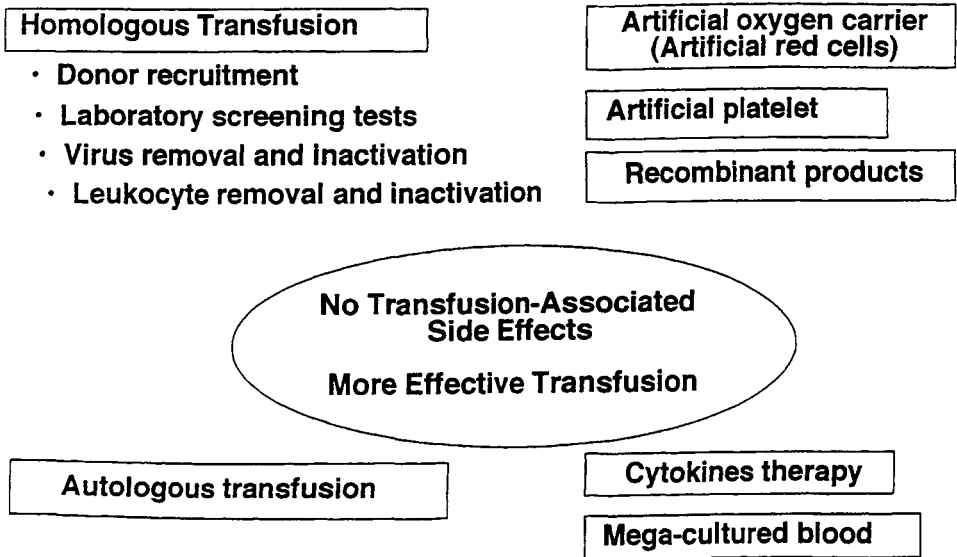 Homologous Transfusion
· Donor recruitment
· Laboratory screening tests
· Virus removal and inactivation
· Leukocyte removal and inactivation
Artificial oxygen carrier
(Artificial red cells)
Artificial platelet
Recombinant products
No Transfusion-Associated
Side Effects
More Effective Transfusion
Autologous transfusion
Cytokines therapy
Mega-cultured blood